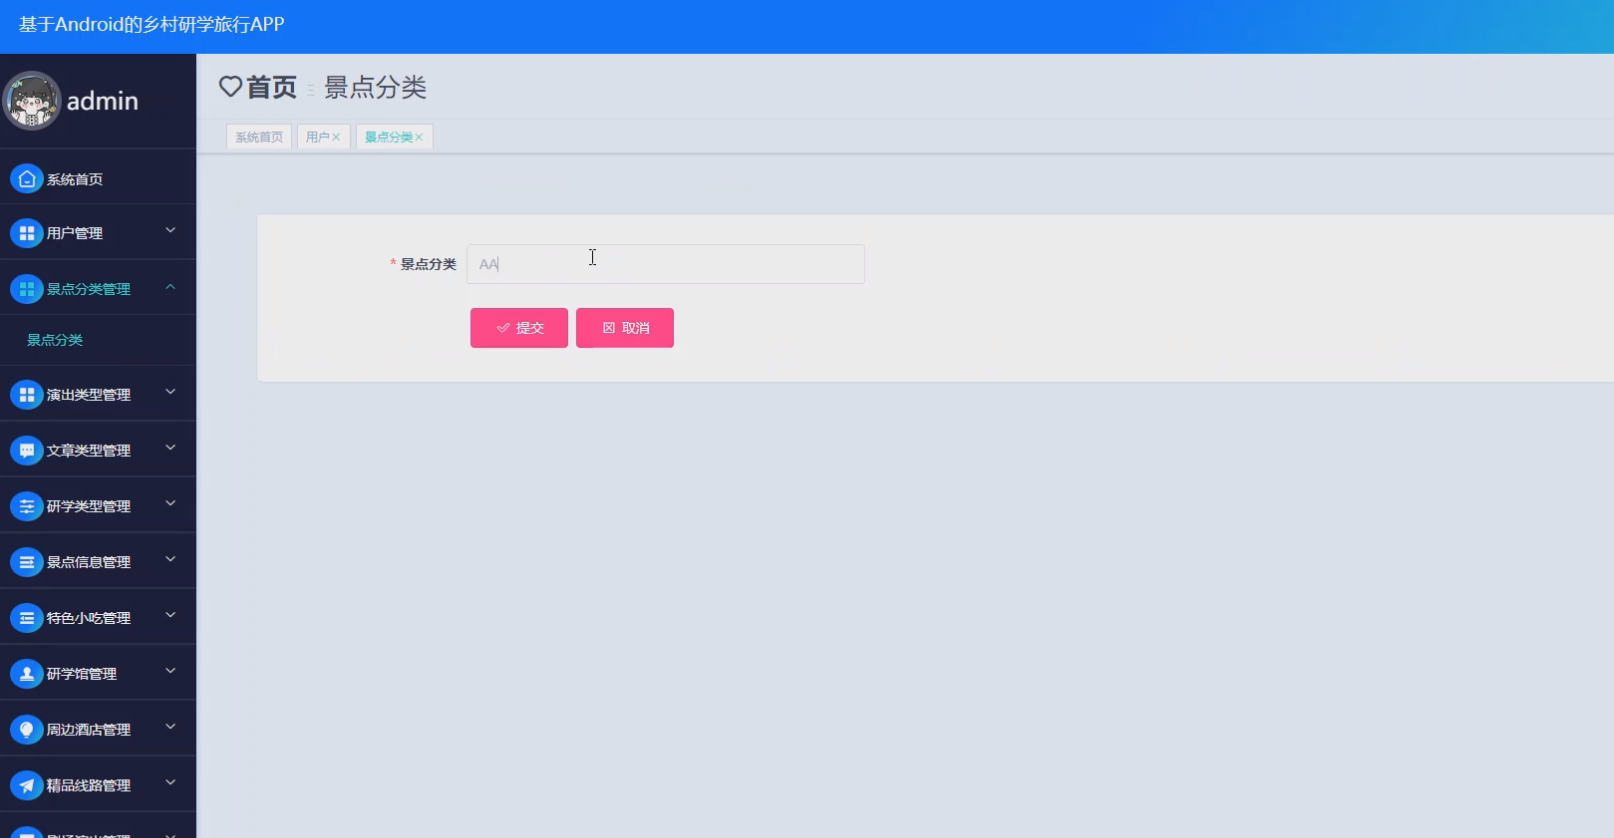 基于Android的乡村研学旅行APP
admin
首页 景点分类
系统首页 用户 景点分类
系统首页
用户管理
景点分类管理
景点分类
演出类型管理
文章类型管理
研学类型管理
景点信息管理
特色小吃管理
研学馆管理
周边酒店管理
精品线路管理
* 景点分类 AA
提交 取消